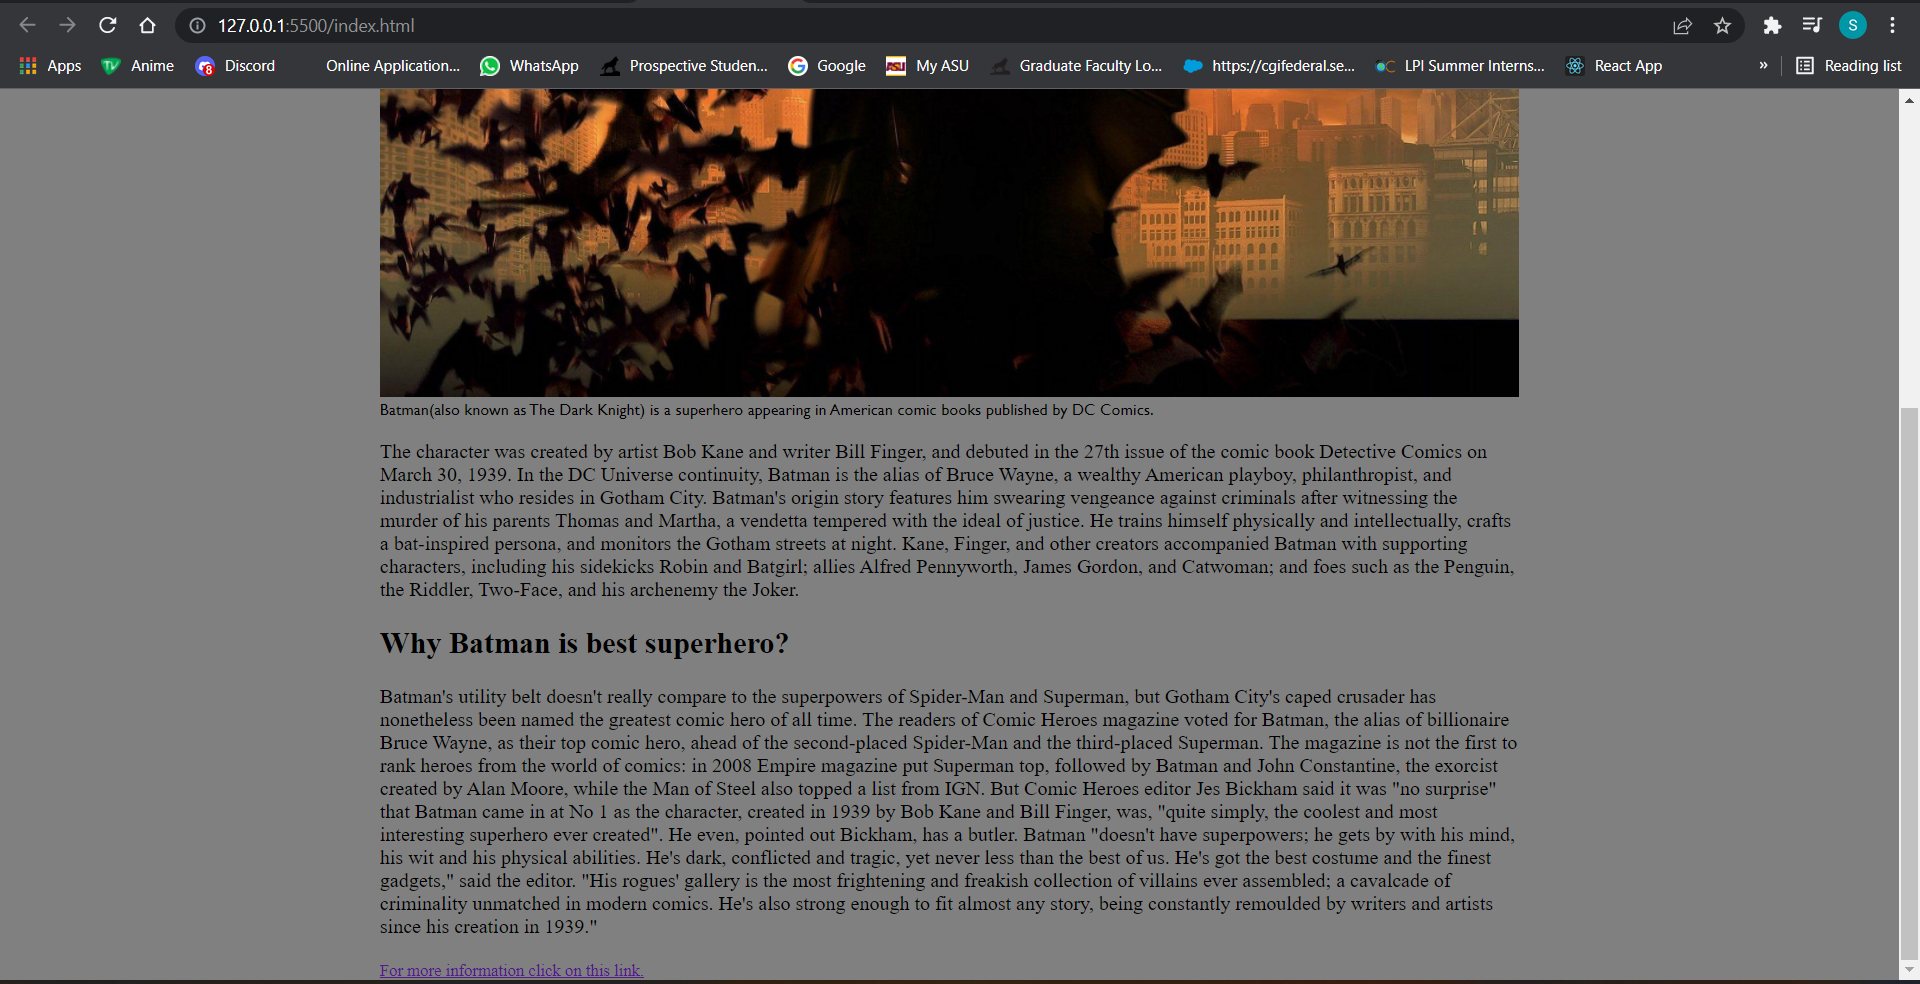 127.0.0.1:5500/index.html
S
Apps Anime 8 Discord Online Application... WhatsApp Prospective Studen... Google ASU My ASU Graduate Faculty Lo... https://cgifederal.se... LPI Summer Interns... React App » Reading list
Batman(also known as The Dark Knight) is a superhero appearing in American comic books published by DC Comics.
The character was created by artist Bob Kane and writer Bill Finger, and debuted in the 27th issue of the comic book Detective Comics on
March 30, 1939. In the DC Universe continuity, Batman is the alias of Bruce Wayne, a wealthy American playboy, philanthropist, and
industrialist who resides in Gotham City. Batman's origin story features him swearing vengeance against criminals after witnessing the
murder of his parents Thomas and Martha, a vendetta tempered with the ideal of justice. He trains himself physically and intellectually, crafts
a bat-inspired persona, and monitors the Gotham streets at night. Kane, Finger, and other creators accompanied Batman with supporting
characters, including his sidekicks Robin and Batgirl; allies Alfred Pennyworth, James Gordon, and Catwoman; and foes such as the Penguin,
the Riddler, Two-Face, and his archenemy the Joker.
Why Batman is best superhero?
Batman's utility belt doesn't really compare to the superpowers of Spider-Man and Superman, but Gotham City's caped crusader has
nonetheless been named the greatest comic hero of all time. The readers of Comic Heroes magazine voted for Batman, the alias of billionaire
Bruce Wayne, as their top comic hero, ahead of the second-placed Spider-Man and the third-placed Superman. The magazine is not the first to
rank heroes from the world of comics: in 2008 Empire magazine put Superman top, followed by Batman and John Constantine, the exorcist
created by Alan Moore, while the Man of Steel also topped a list from IGN. But Comic Heroes editor Jes Bickham said it was "no surprise"
that Batman came in at No 1 as the character, created in 1939 by Bob Kane and Bill Finger, was, "quite simply, the coolest and most
interesting superhero ever created". He even, pointed out Bickham, has a butler. Batman "doesn't have superpowers; he gets by with his mind,
his wit and his physical abilities. He's dark, conflicted and tragic, yet never less than the best of us. He's got the best costume and the finest
gadgets," said the editor. "His rogues' gallery is the most frightening and freakish collection of villains ever assembled; a cavalcade of
criminality unmatched in modern comics. He's also strong enough to fit almost any story, being constantly remoulded by writers and artists
since his creation in 1939."
For more information click on this link.